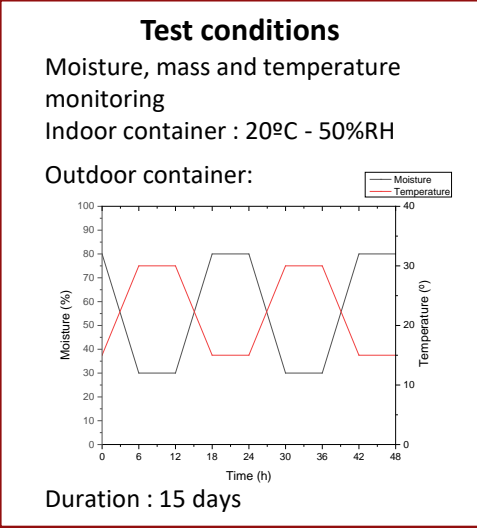 Test conditions
Moisture, mass and temperature
monitoring
Indoor container : 20ºC - 50%RH
Outdoor container:
Moisture
Temperature
100
90
80
70
60
50
40
30
20
10
0
Moisture (%)
40
30
20
10
0
Temperature (º)
0 6 12 18 24 30 36 42 48
Time (h)
Duration : 15 days